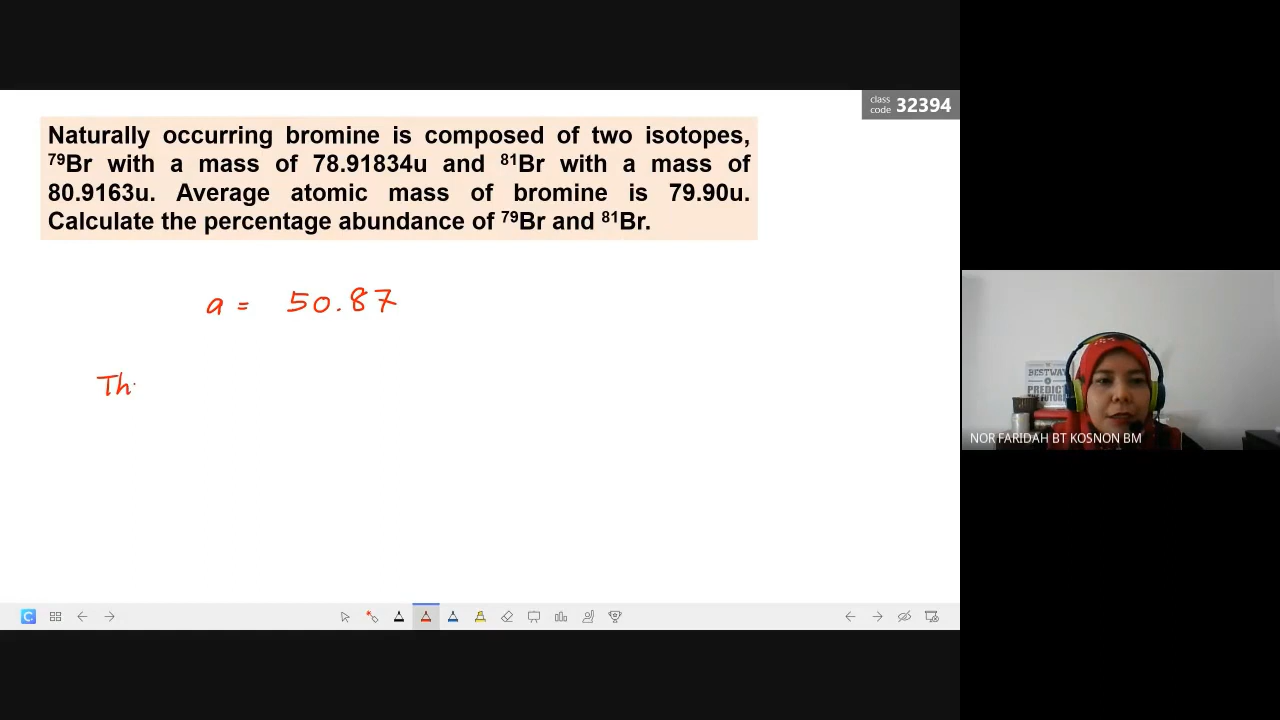 class
code 32394
Naturally occurring bromine is composed of two isotopes,
⁷⁹Br with a mass of 78.91834u and ⁸¹Br with a mass of
80.9163u. Average atomic mass of bromine is 79.90u.
Calculate the percentage abundance of ⁷⁹Br and ⁸¹Br.
a = 50.87
Th
BESTWAY
PREDICT
NOR FARIDAH BT KOSNON BM